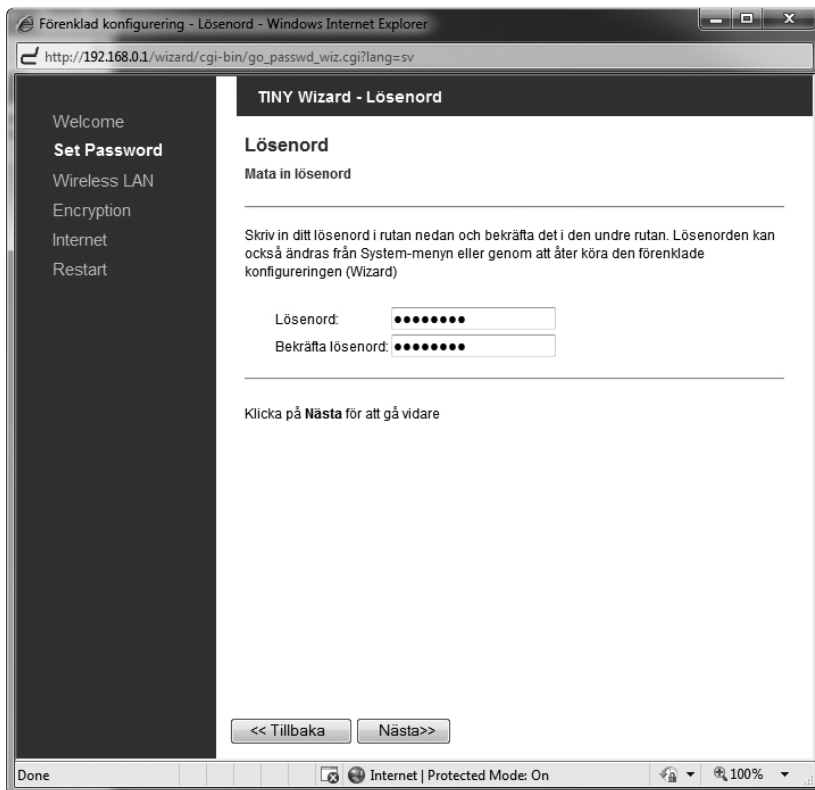 Förenklad konfigurering - Lösenord - Windows Internet Explorer
http://192.168.0.1/wizard/cgi-bin/go_passwd_wiz.cgi?lang=sv
TINY Wizard - Lösenord
Welcome
Set Password
Wireless LAN
Encryption
Internet
Restart
Lösenord
Mata in lösenord
Skriv in ditt lösenord i rutan nedan och bekräfta det i den undre rutan. Lösenorden kan
också ändras från System-menyn eller genom att åter köra den förenklade
konfigureringen (Wizard)
Lösenord: ●●●●●●●●
Bekräfta lösenord: ●●●●●●●●
Klicka på Nästa för att gå vidare
<< Tillbaka Nästa>>
Done Internet | Protected Mode: On 100%